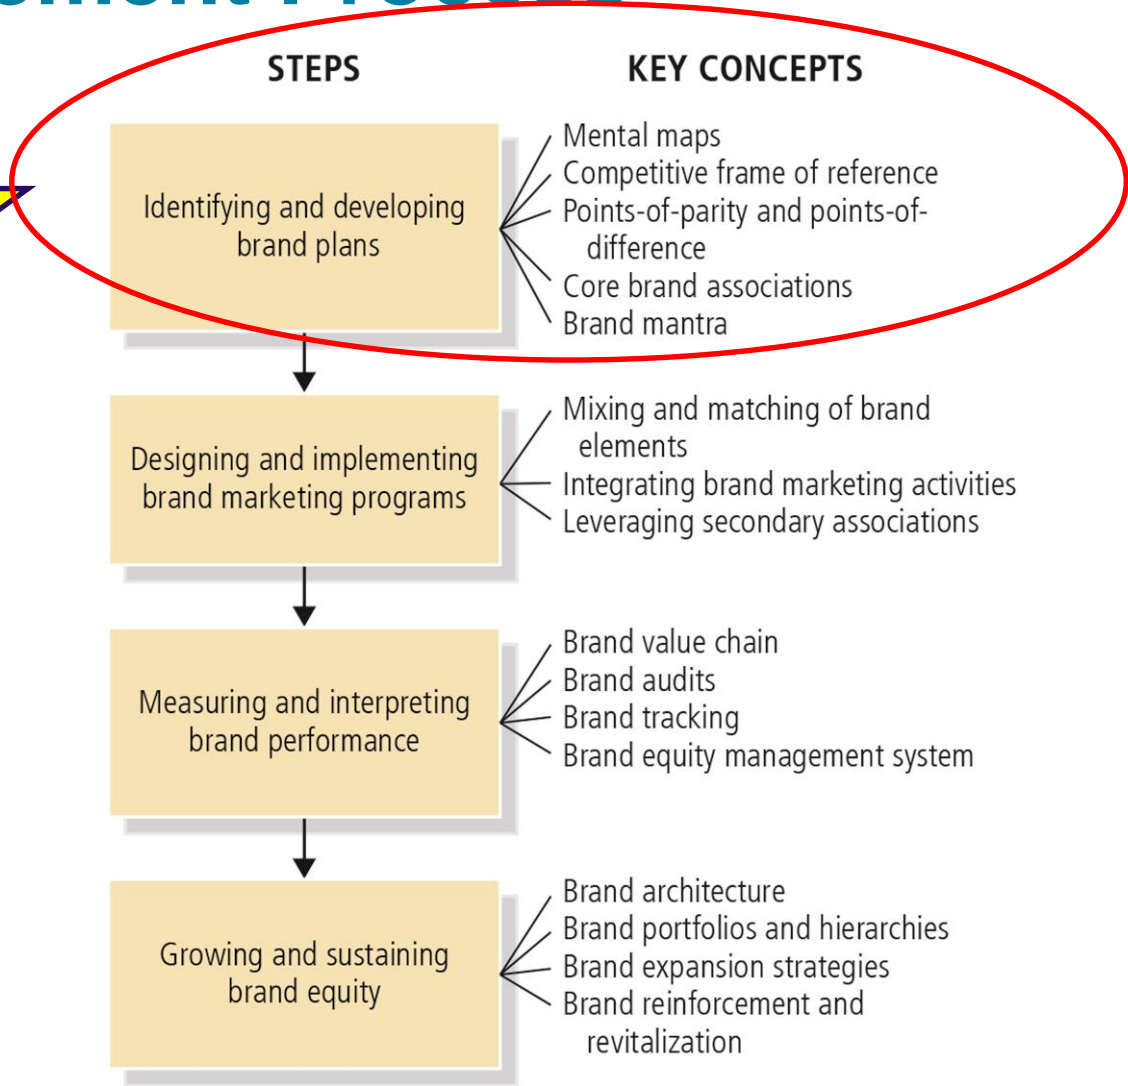 STEPS
KEY CONCEPTS
Identifying and developing
brand plans
Mental maps
Competitive frame of reference
Points-of-parity and points-of-
difference
Core brand associations
Brand mantra
Designing and implementing
brand marketing programs
Mixing and matching of brand
elements
Integrating brand marketing activities
Leveraging secondary associations
Measuring and interpreting
brand performance
Brand value chain
Brand audits
Brand tracking
Brand equity management system
Growing and sustaining
brand equity
Brand architecture
Brand portfolios and hierarchies
Brand expansion strategies
Brand reinforcement and
revitalization